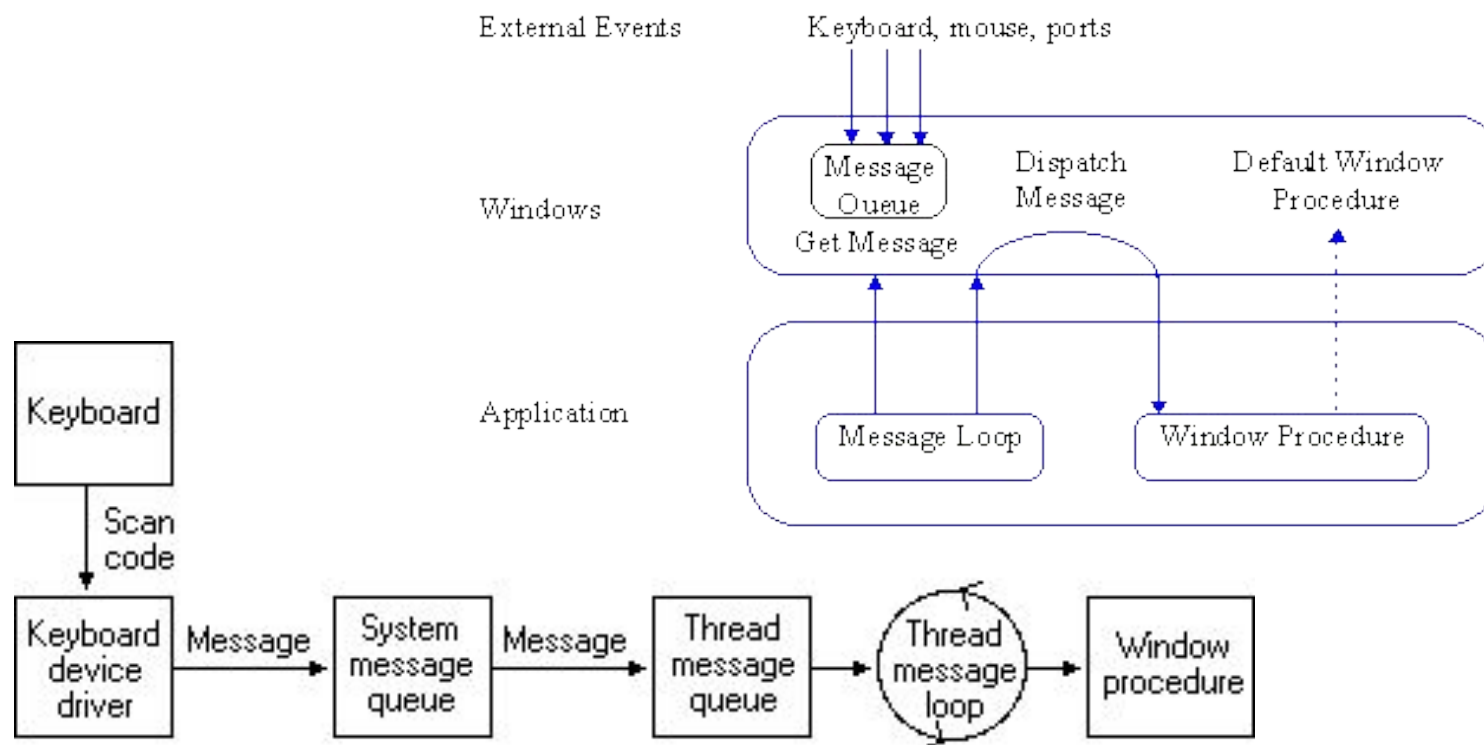 External Events
Keyboard, mouse, ports
Message
Queue
Dispatch
Message
Default Window
Procedure
Windows
Get Message
Application
Message Loop
Window Procedure
Keyboard
Scan
code
Keyboard
device
driver
Message
System
message
queue
Message
Thread
message
queue
Thread
message
loop
Window
procedure